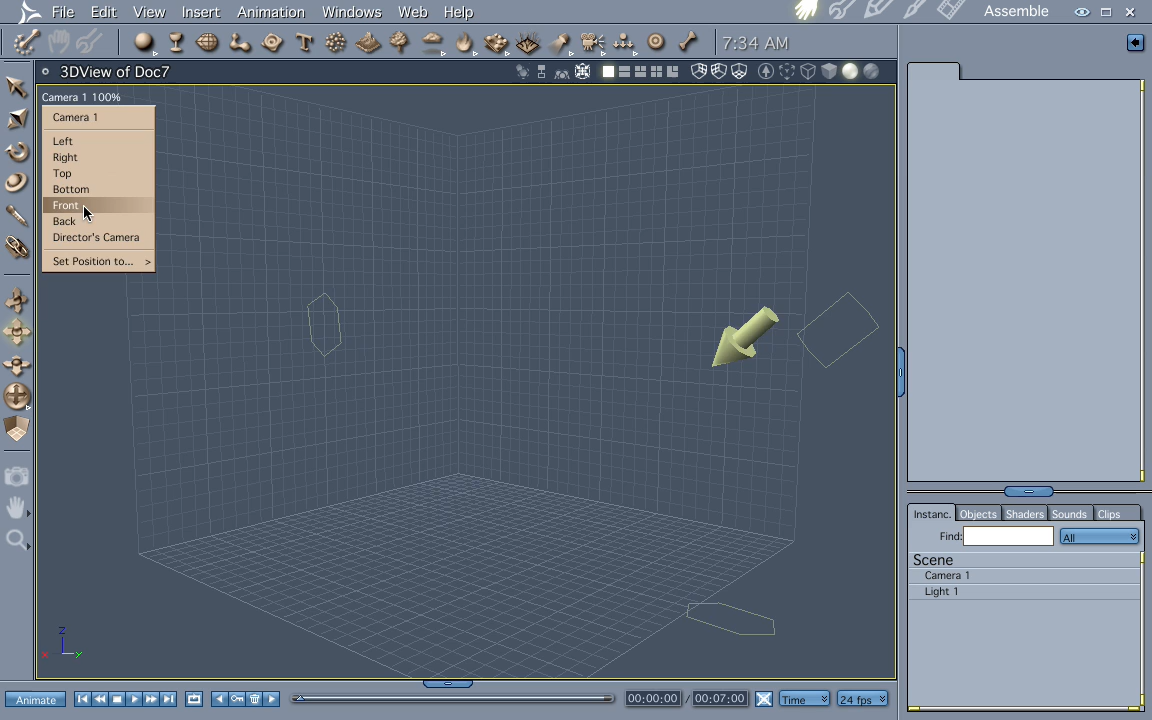 File Edit View Insert Animation Windows Web Help
Assemble
7:34 AM
3DView of Doc7
Camera 1 100%
Camera 1
Left
Right
Top
Bottom
Front
Back
Director's Camera
Set Position to... >
Z
X
Y
Instanc. Objects Shaders Sounds Clips
Find: All
Scene
Camera 1
Light 1
Animate 00:00:00 / 00:07:00 Time 24 fps